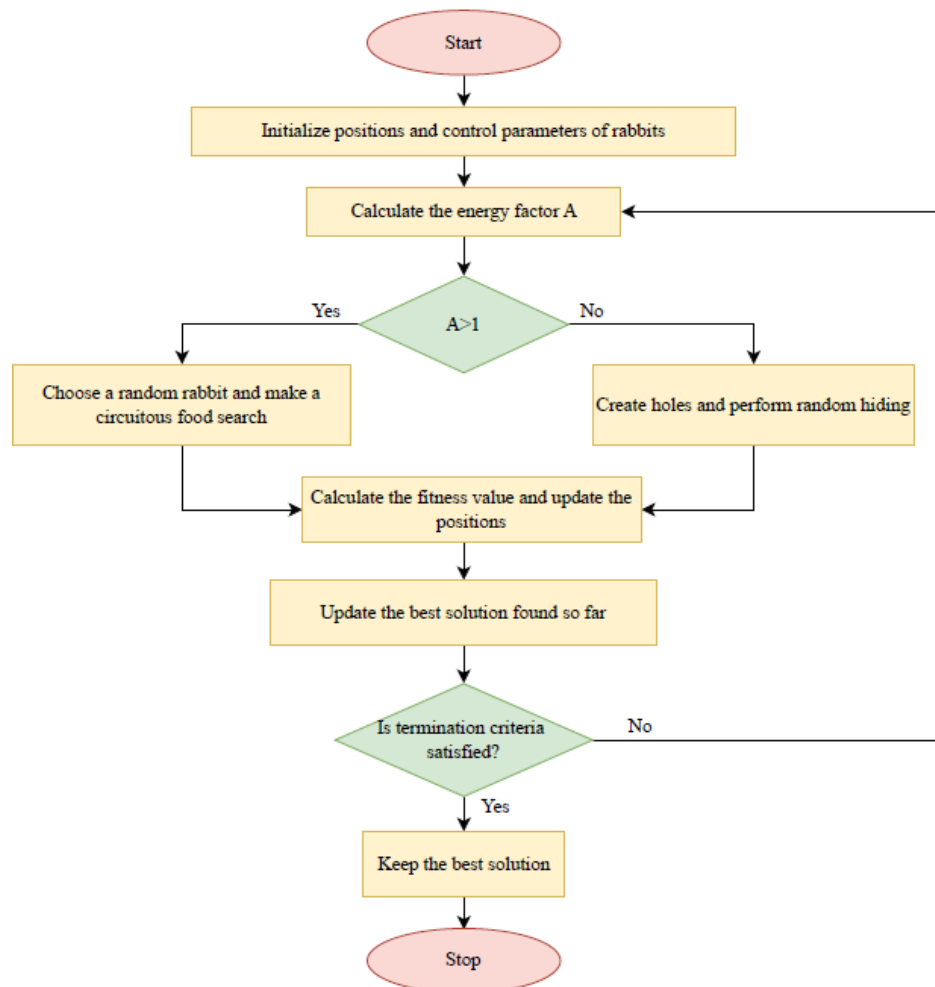 Start
Initialize positions and control parameters of rabbits
Calculate the energy factor A
Yes
A>1
No
Choose a random rabbit and make a
circuitous food search
Create holes and perform random hiding
Calculate the fitness value and update the
positions
Update the best solution found so far
Is termination criteria
satisfied?
No
Yes
Keep the best solution
Stop